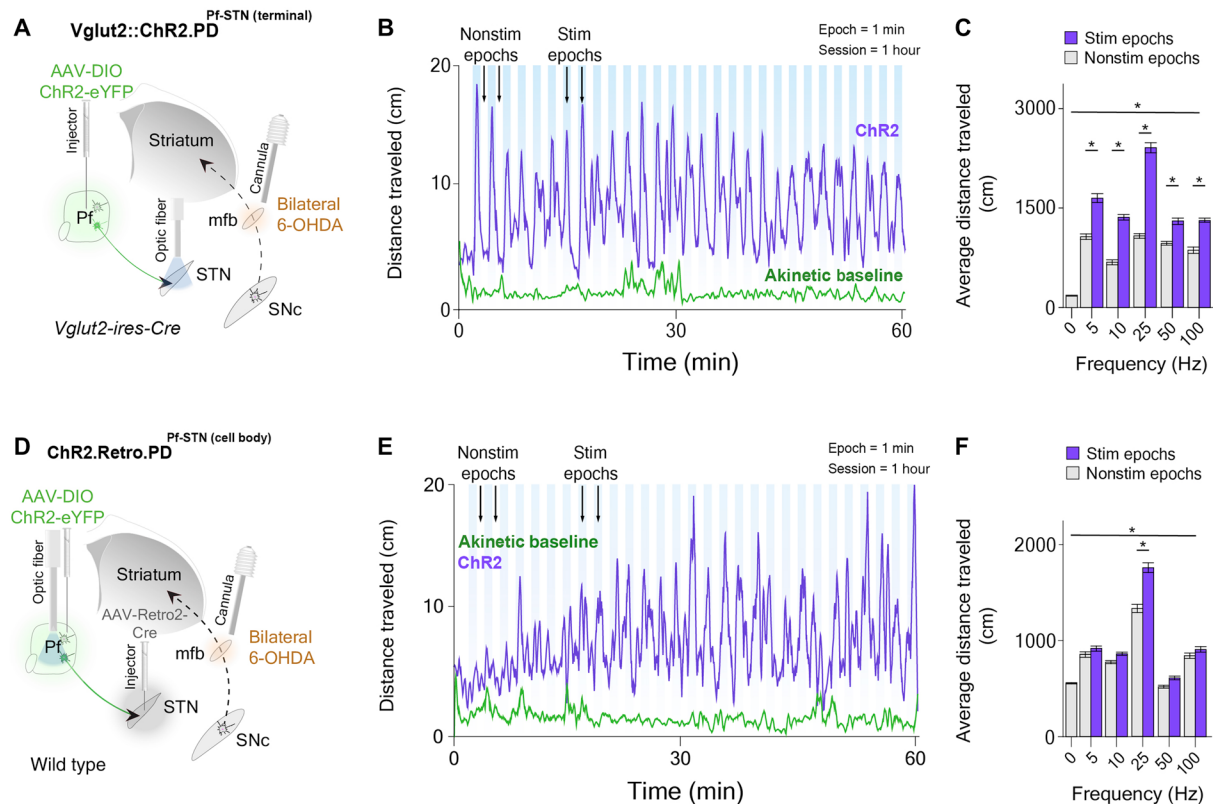 A
Vglut2::ChR2.PD Pf-STN (terminal)
AAV-DIO
ChR2-eYFP
Injector
Striatum
Cannula
Pf
Optic fiber
mfb
Bilateral
6-OHDA
STN
SNc
Vglut2-ires-Cre
B
Nonstim
epochs
Stim
epochs
Epoch = 1 min
Session = 1 hour
20
10
0
Distance traveled (cm)
ChR2
Akinetic baseline
0
30
60
Time (min)
C
Stim epochs
Nonstim epochs
3000
1500
0
Average distance traveled
(cm)
*
*
*
*
*
*
0
5
10
25
50
100
Frequency (Hz)
D
ChR2.Retro.PD Pf-STN (cell body)
AAV-DIO
ChR2-eYFP
Optic fiber
Injector
Striatum
Cannula
AAV-Retro2-
Cre
Pf
mfb
Bilateral
6-OHDA
Injector
STN
SNc
Wild type
E
Nonstim
epochs
Stim
epochs
Epoch = 1 min
Session = 1 hour
20
10
0
Distance traveled (cm)
Akinetic baseline
ChR2
0
30
60
Time (min)
F
Stim epochs
Nonstim epochs
2000
1000
0
Average distance traveled
(cm)
*
*
0
5
10
25
50
100
Frequency (Hz)